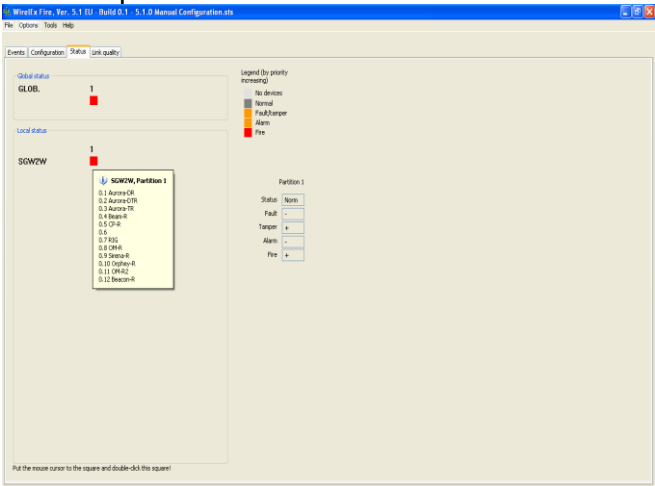 WirelEx Fire, Ver. 5.1 EU - Build 0.1 - 5.1.0 Manual Configuration.sts
File Options Tools Help
Events Configuration Status Link quality
Global status
GLOB. 1
Local status
1
SGW2W
SGW2W, Partition 1
0.1 Aurora-DR
0.2 Aurora-DTR
0.3 Aurora-TR
0.4 Beam-R
0.5 CP-R
0.6
0.7 RIG
0.8 OM-R
0.9 Sirena-R
0.10 Orphey-R
0.11 OM-R2
0.12 Beacon-R
Legend (by priority
increasing)
No devices
Normal
Fault/tamper
Alarm
Fire
Partition 1
Status Norm
Fault -
Tamper +
Alarm -
Fire +
Put the mouse cursor to the square and double-click this square!